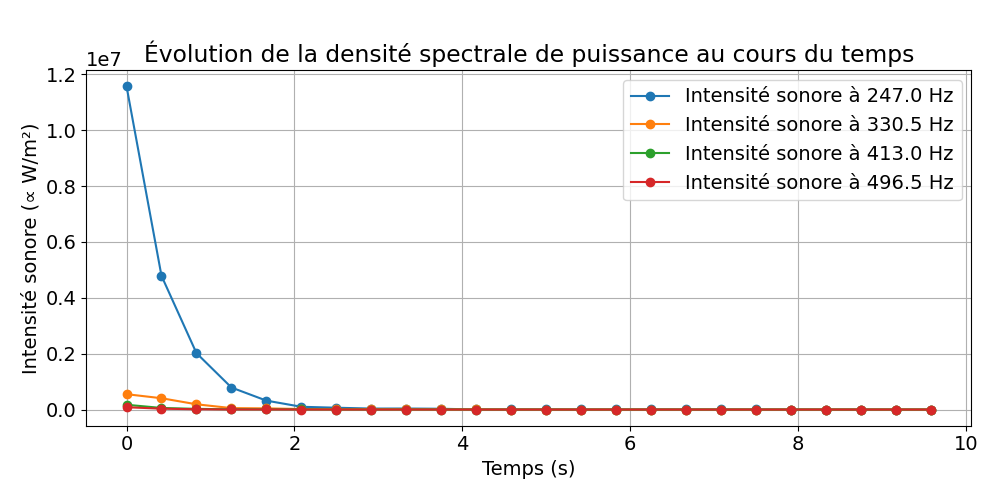 Évolution de la densité spectrale de puissance au cours du temps
1e7
1.2
1.0
0.8
0.6
0.4
0.2
0.0
Intensité sonore (∝ W/m²)
Intensité sonore à 247.0 Hz
Intensité sonore à 330.5 Hz
Intensité sonore à 413.0 Hz
Intensité sonore à 496.5 Hz
0 2 4 6 8 10
Temps (s)